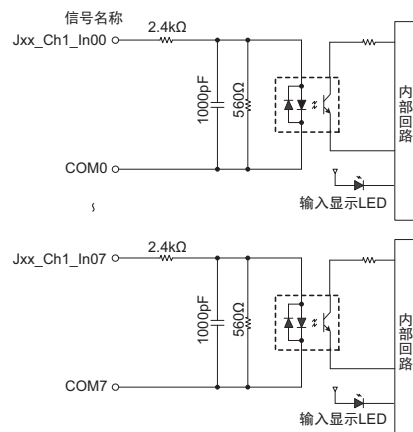 信号名称
Jxx_Ch1_In00
2.4kΩ
1000pF
560Ω
内部回路
COM0
输入显示LED
~
Jxx_Ch1_In07
2.4kΩ
1000pF
560Ω
内部回路
COM7
输入显示LED